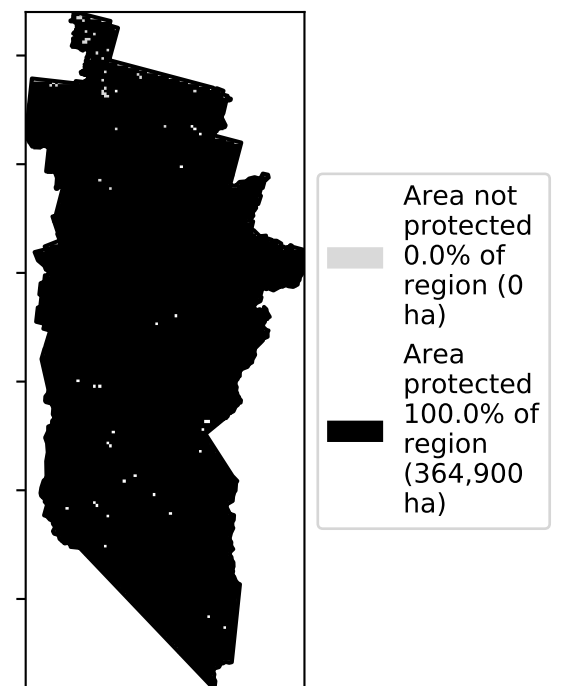 Area not
protected
0.0% of
region (0
ha)
Area
protected
100.0% of
region
(364,900
ha)